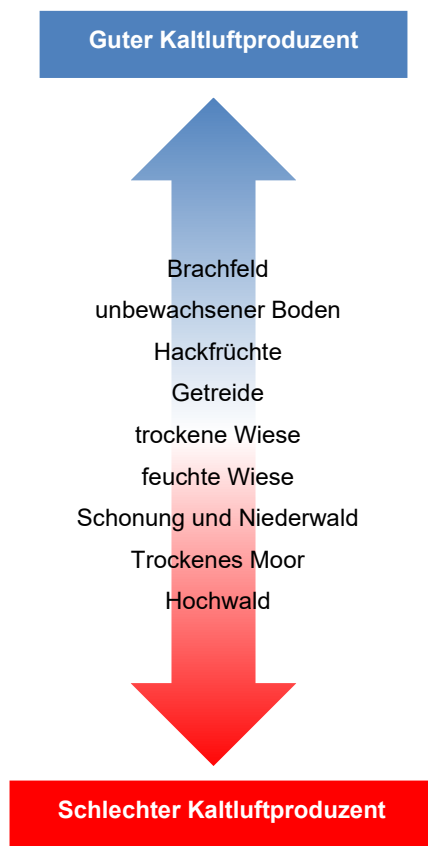 Guter Kaltluftproduzent
Brachfeld
unbewachsener Boden
Hackfrüchte
Getreide
trockene Wiese
feuchte Wiese
Schonung und Niederwald
Trockenes Moor
Hochwald
Schlechter Kaltluftproduzent